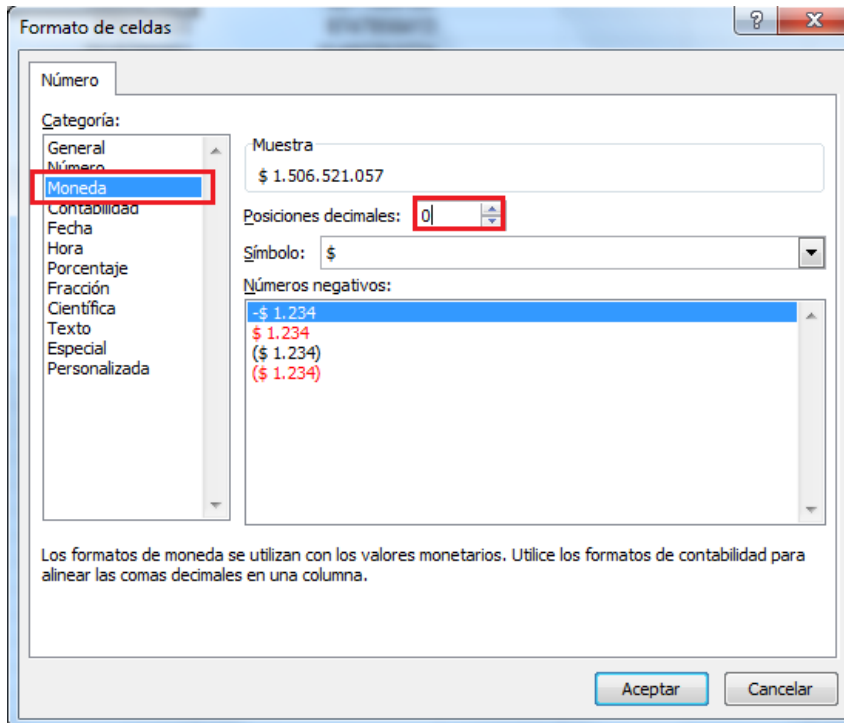 Formato de celdas
Número
Categoría:
General
Número
Moneda
Contabilidad
Fecha
Hora
Porcentaje
Fracción
Científica
Texto
Especial
Personalizada
Muestra
$ 1.506.521.057
Posiciones decimales: 0
Símbolo: $
Números negativos:
-$ 1.234
$ 1.234
($ 1.234)
($ 1.234)
Los formatos de moneda se utilizan con los valores monetarios. Utilice los formatos de contabilidad para
alinear las comas decimales en una columna.
Aceptar Cancelar